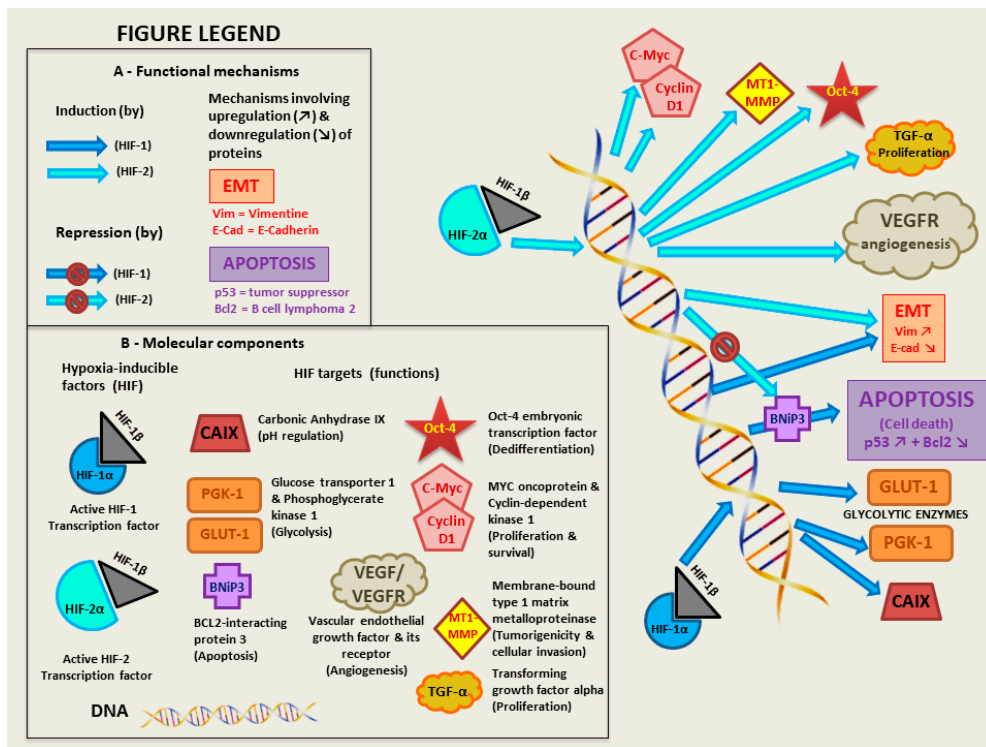 FIGURE LEGEND
A - Functional mechanisms
Induction (by)
(HIF-1)
(HIF-2)
Repression (by)
(HIF-1)
(HIF-2)
Mechanisms involving
upregulation (↗) &
downregulation (↘) of
proteins
EMT
Vim = Vimentine
E-Cad = E-Cadherin
APOPTOSIS
p53 = tumor suppressor
Bcl2 = B cell lymphoma 2
B - Molecular components
Hypoxia-inducible
factors (HIF)
HIF-1β
HIF-1α
Active HIF-1
Transcription factor
HIF-1β
HIF-2α
Active HIF-2
Transcription factor
HIF targets (functions)
CAIX
Carbonic Anhydrase IX
(pH regulation)
PGK-1
GLUT-1
Glucose transporter 1
& Phosphoglycerate
kinase 1
(Glycolysis)
BNiP3
BCL2-interacting
protein 3
(Apoptosis)
VEGF/
VEGFR
Vascular endothelial
growth factor & its
receptor
(Angiogenesis)
Oct-4
Oct-4 embryonic
transcription factor
(Dedifferentiation)
C-Myc
Cyclin
D1
MYC oncoprotein &
Cyclin-dependent
kinase 1
(Proliferation &
survival)
MT1-
MMP
Membrane-bound
type 1 matrix
metalloproteinase
(Tumorigenicity &
cellular invasion)
TGF-α
Transforming
growth factor alpha
(Proliferation)
DNA
C-Myc
Cyclin
D1
MT1-
MMP
Oct-4
TGF-α
Proliferation
HIF-1β
HIF-2α
VEGFR
angiogenesis
EMT
Vim ↗
E-cad ↘
BNiP3
APOPTOSIS
(Cell death)
p53 ↗ + Bcl2 ↘
GLUT-1
GLYCOLYTIC ENZYMES
PGK-1
CAIX
HIF-1β
HIF-1α